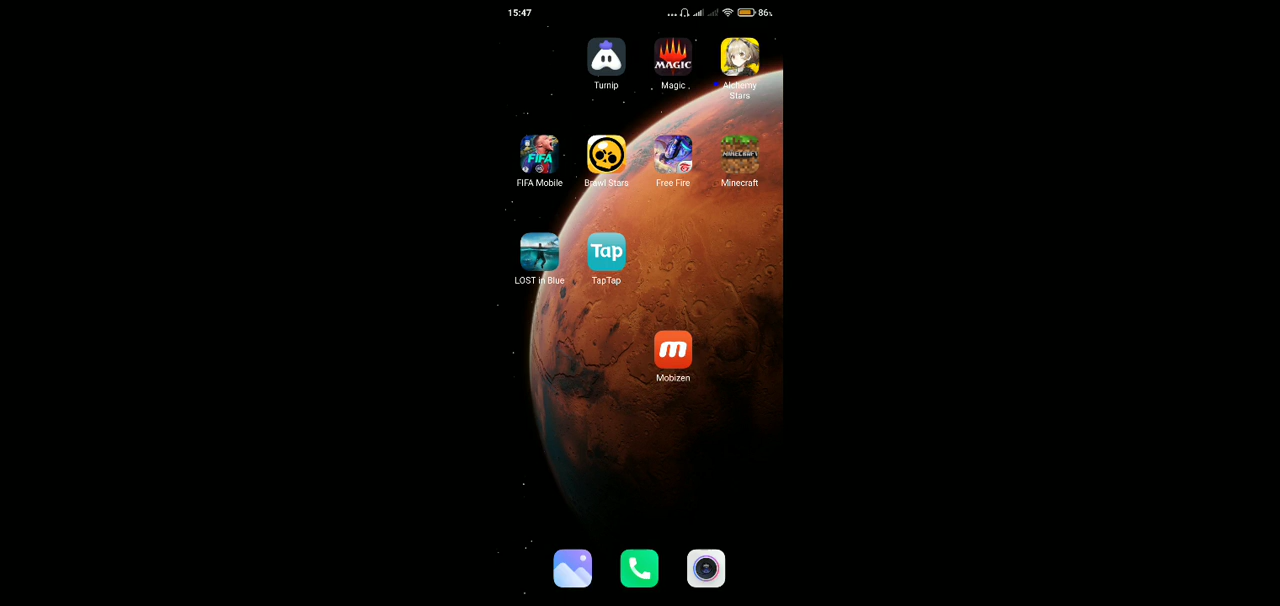 15:47
86%
MAGIC
Turnip
Magic
Alchemy
Stars
FIFA
MINECRAFT
FIFA Mobile
Brawl Stars
Free Fire
Minecraft
Tap
LOST in Blue
TapTap
m
Mobizen